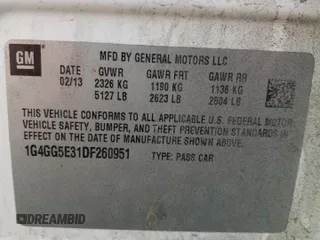 GM
MFD BY GENERAL MOTORS LLC
DATE GVWR GAWR FRT GAWR RR
02/13 2326 KG 1190 KG 1136 KG
5127 LB 2623 LB 2504 LB
THIS VEHICLE CONFORMS TO ALL APPLICABLE U.S. FEDERAL MOTOR
VEHICLE SAFETY, BUMPER, AND THEFT PREVENTION STANDARDS IN
EFFECT ON THE DATE OF MANUFACTURE SHOWN ABOVE.
1G4GG5E31DF260951 TYPE: PASS CAR
DREAMBID